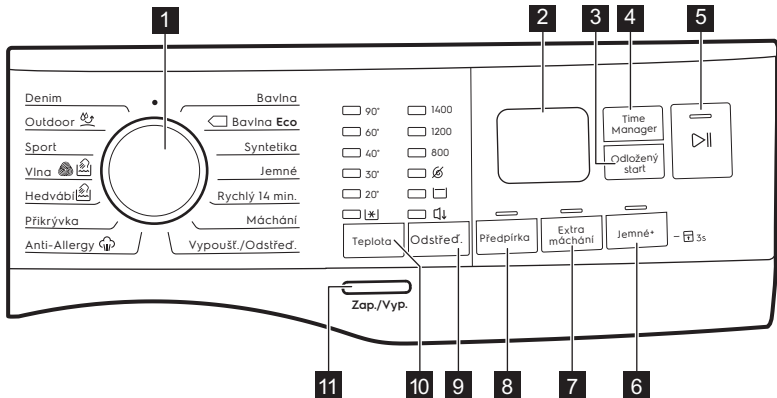 1
2
3
4
5
Denim
Outdoor
Sport
Vlna
Hedvábí
Přikrývka
Anti-Allergy
Bavlna
Bavlna Eco
Syntetika
Jemné
Rychlý 14 min.
Máchání
Vypoušť./Odstřeď.
90°
60°
40°
30°
20°
1400
1200
800
Teplota
Odstřeď.
Time
Manager
Odložený
start
Předpírka
Extra
máchání
Jemné+
3s
Zap./Vyp.
11
10
9
8
7
6